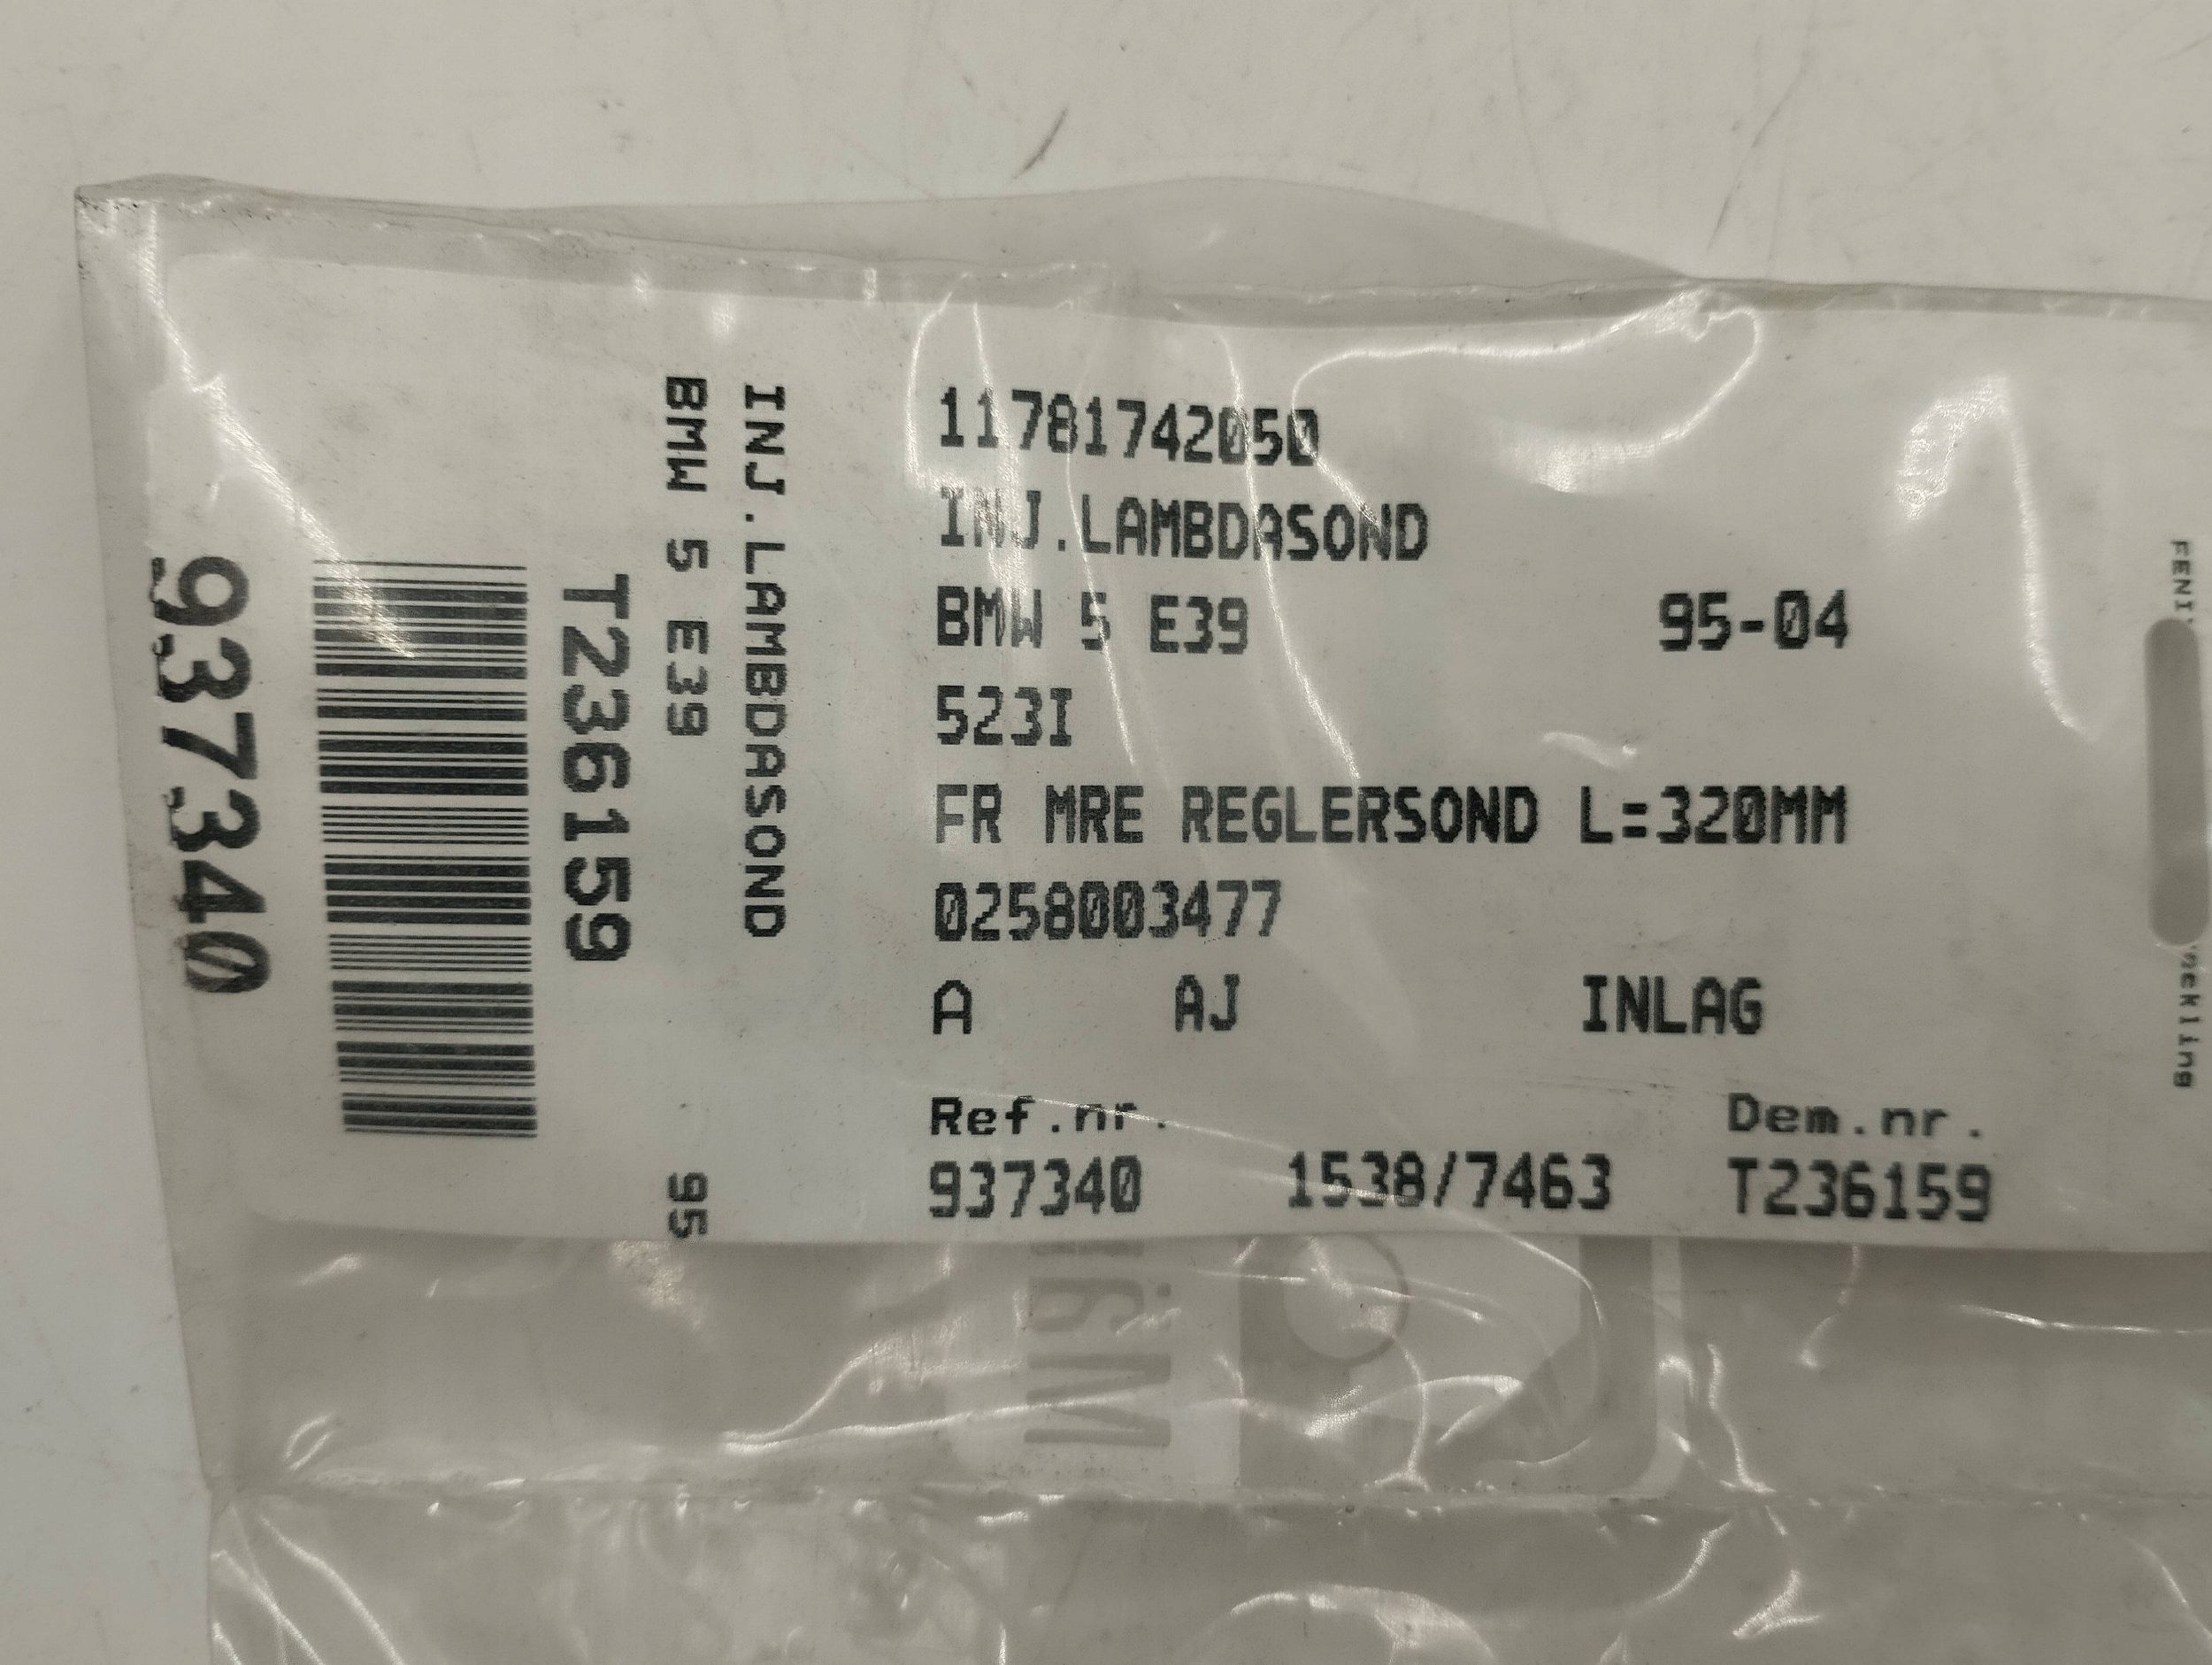 11781742050
INJ.LAMBDASOND
BMW 5 E39 95-04
523I
FR MRE REGLERSOND L=320MM
0258003477
A AJ INLAG
Ref.nr. Dem.nr.
937340 1538/7463 T236159
INJ.LAMBDASOND
BMW 5 E39 95
T236159
937340